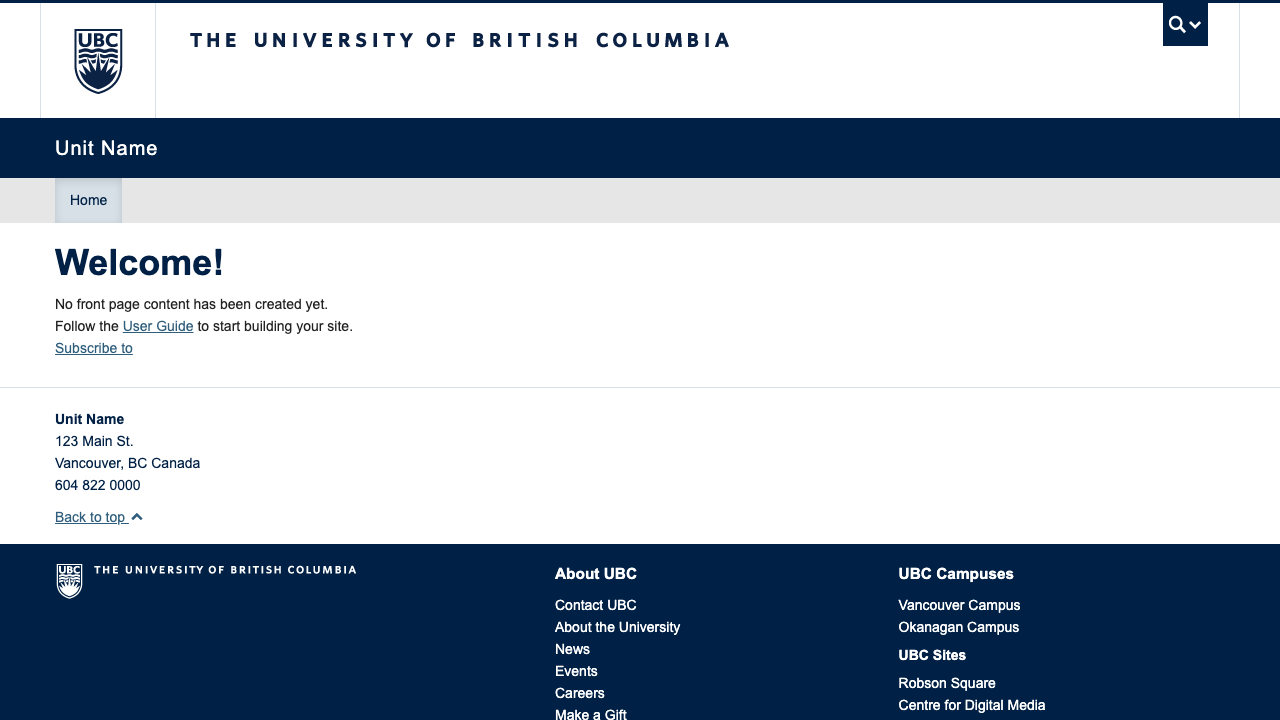 UBC
THE UNIVERSITY OF BRITISH COLUMBIA
Unit Name
Home
Welcome!
No front page content has been created yet.
Follow the User Guide to start building your site.
Subscribe to
Unit Name
123 Main St.
Vancouver, BC Canada
604 822 0000
Back to top
UBC
THE UNIVERSITY OF BRITISH COLUMBIA
About UBC
Contact UBC
About the University
News
Events
Careers
Make a Gift
UBC Campuses
Vancouver Campus
Okanagan Campus
UBC Sites
Robson Square
Centre for Digital Media